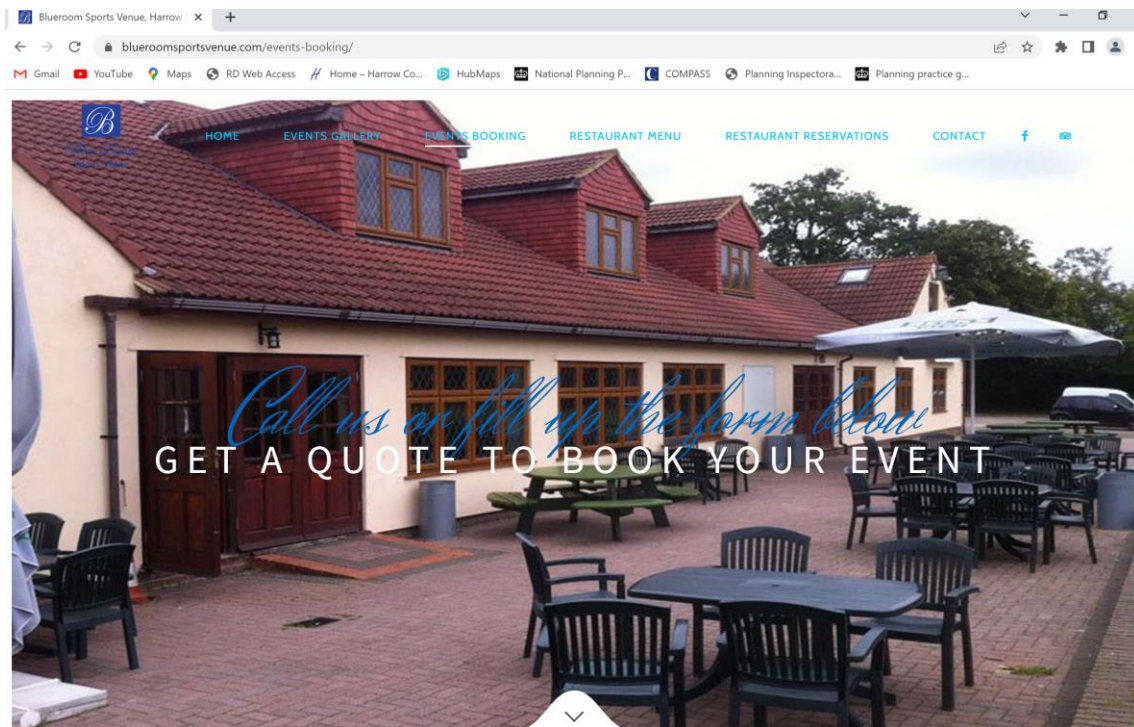 Blueroom Sports Venue, Harrow
blueroomsportsvenue.com/events-booking/
Gmail YouTube Maps RD Web Access Home – Harrow Co... HubMaps National Planning P... COMPASS Planning Inspectora... Planning practice g...
B
HOME EVENTS GALLERY EVENTS BOOKING RESTAURANT MENU RESTAURANT RESERVATIONS CONTACT
Call us or fill up the form below
GET A QUOTE TO BOOK YOUR EVENT